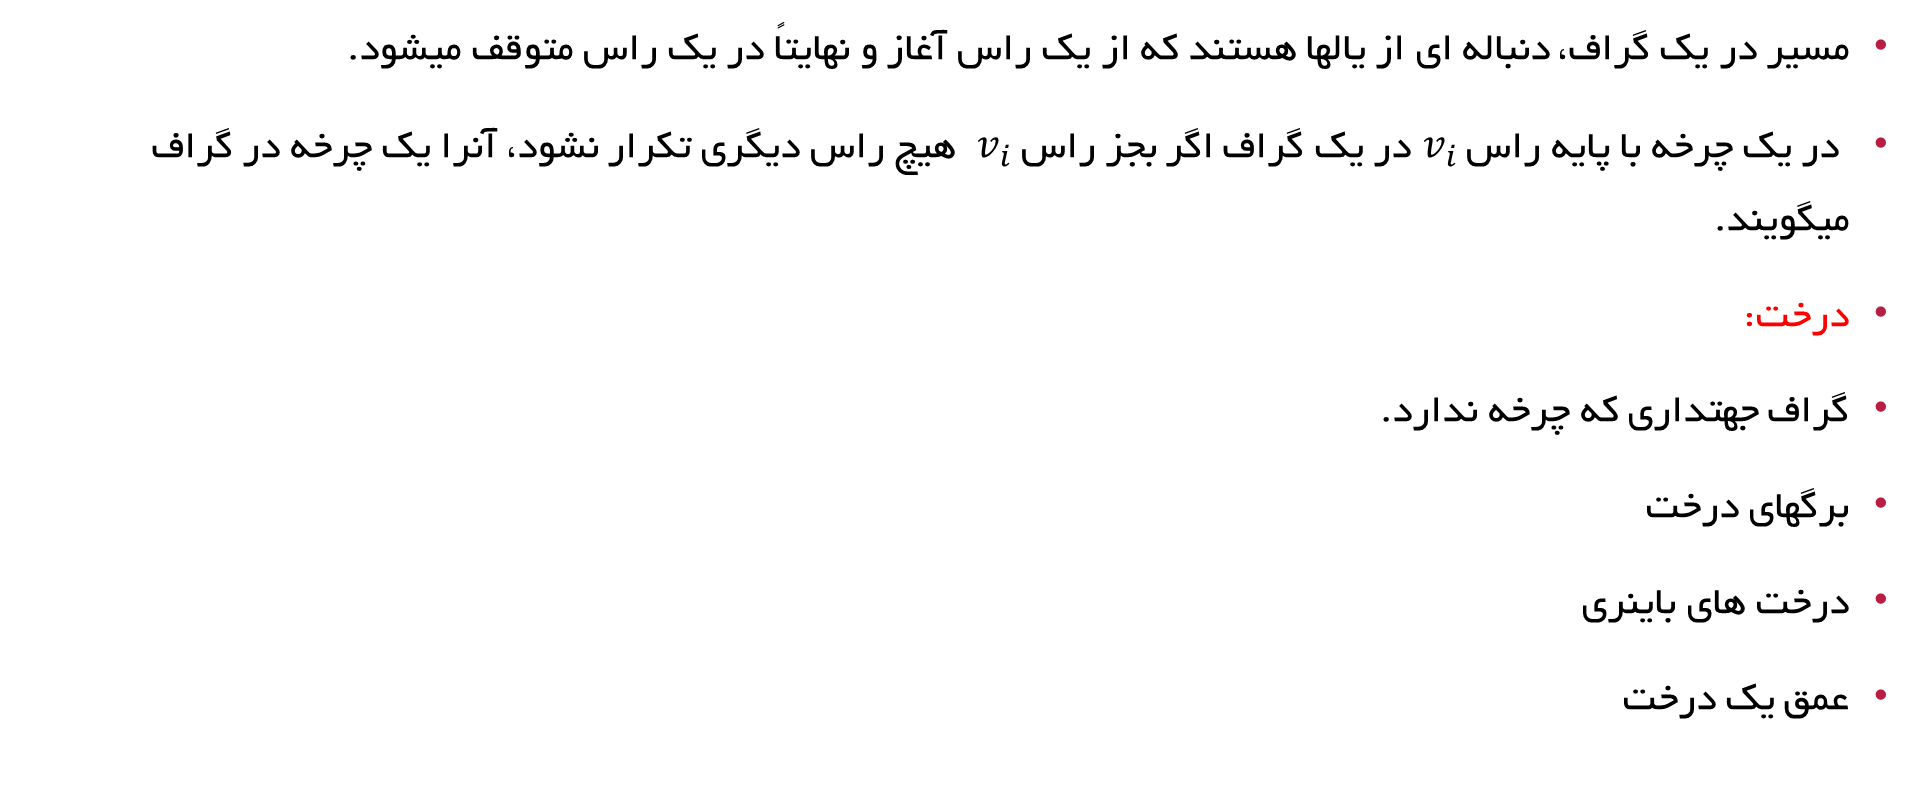 • مسیر در یک گراف، دنباله ای از یالها هستند که از یک راس آغاز و نهایتاً در یک راس متوقف میشود.
• در یک چرخه با پایه راس v_i در یک گراف اگر بجز راس v_i هیچ راس دیگری تکرار نشود، آنرا یک چرخه در گراف
میگویند.
• درخت:
• گراف جهتداری که چرخه ندارد.
• برگهای درخت
• درخت های باینری
• عمق یک درخت